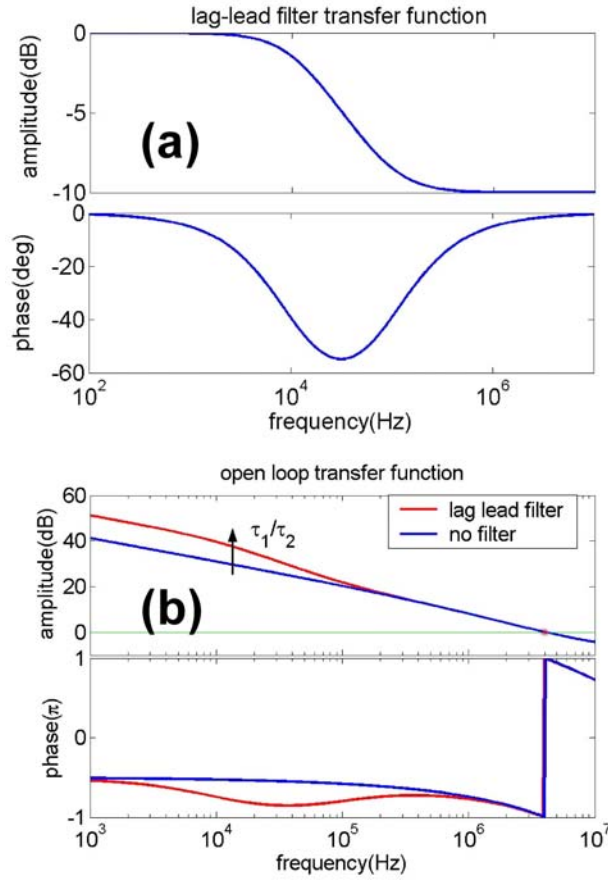 lag-lead filter transfer function
0
-5
-10
amplitude(dB)
(a)
0
-20
-40
-60
phase(deg)
10^2
10^4
10^6
frequency(Hz)
open loop transfer function
60
40
20
0
amplitude(dB)
lag lead filter
no filter
τ1/τ2
(b)
1
1
0
-1
phase(π)
10^3
10^4
10^5
10^6
10^7
frequency(Hz)